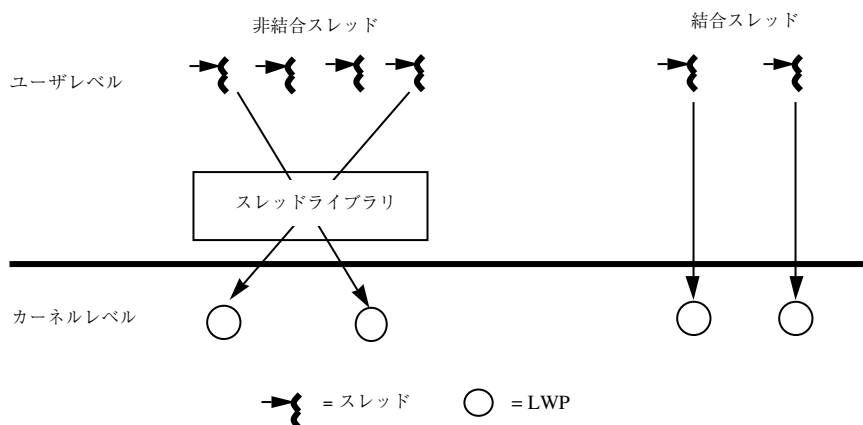 非結合スレッド
結合スレッド
ユーザレベル
スレッドライブラリ
カーネルレベル
= スレッド
= LWP